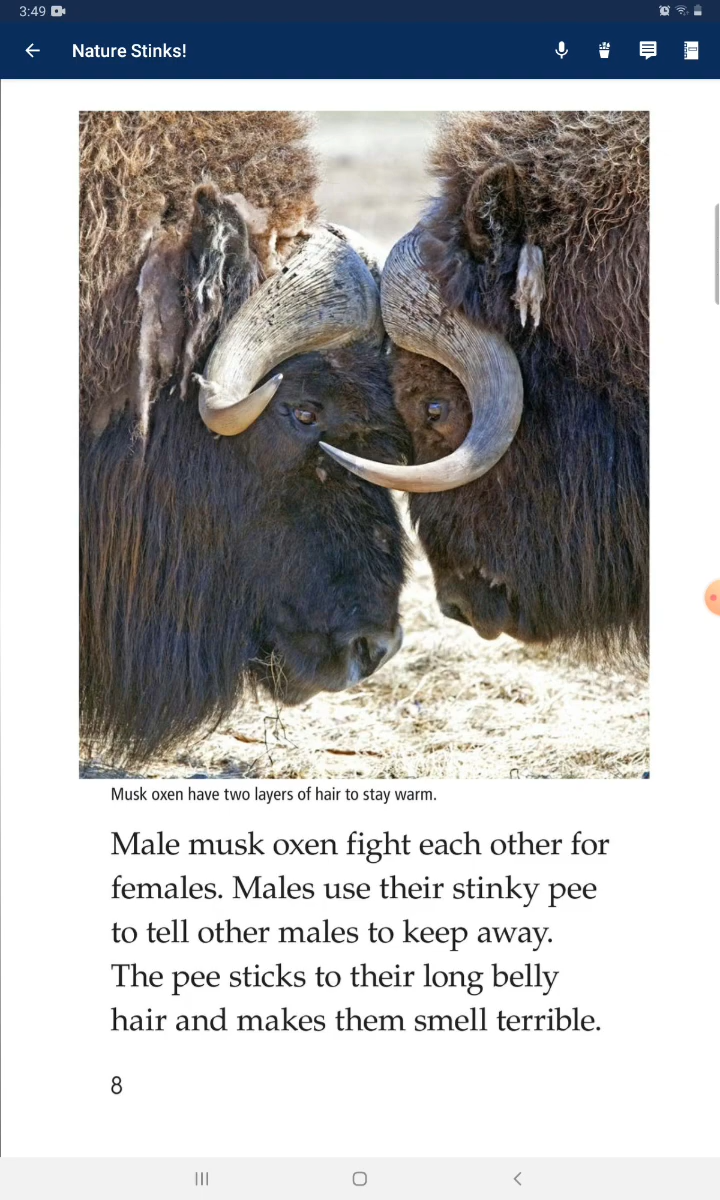 3:49
Nature Stinks!
Musk oxen have two layers of hair to stay warm.
Male musk oxen fight each other for
females. Males use their stinky pee
to tell other males to keep away.
The pee sticks to their long belly
hair and makes them smell terrible.
8